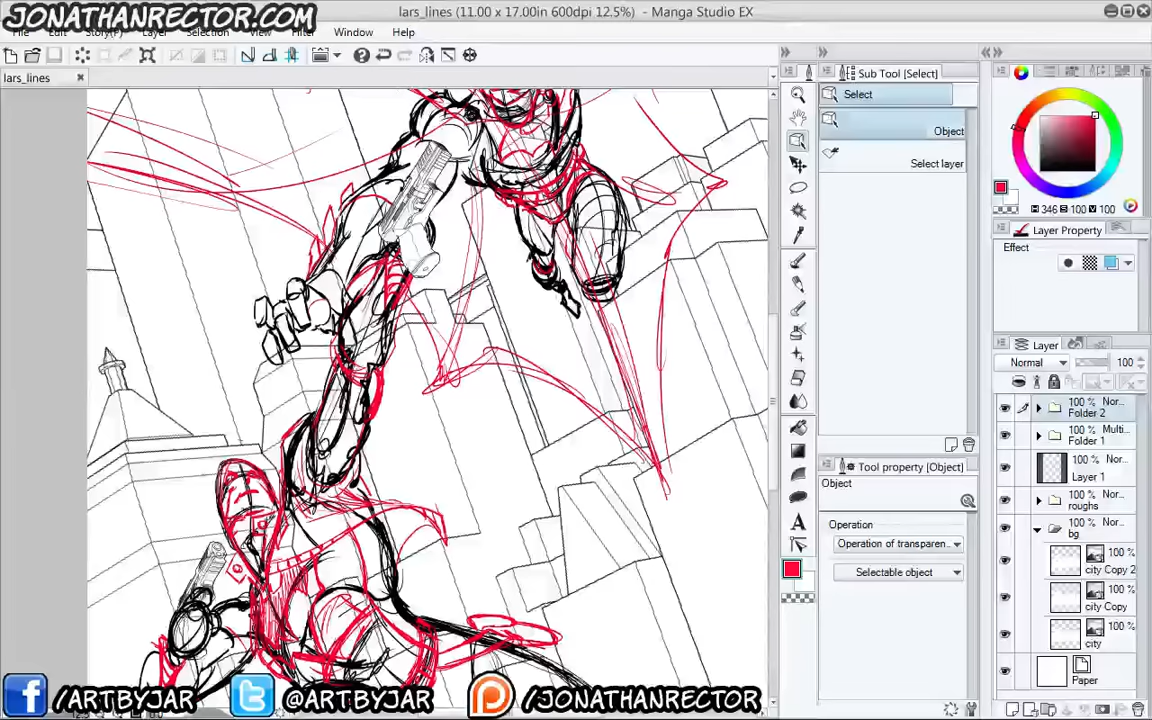 JONATHANRECTOR.COM
lars_lines (11.00 x 17.00in 600dpi 12.5%) - Manga Studio EX
File Edit Story(P) Layer Selection View Filter Window Help
lars_lines
Sub Tool [Select]
Select
Object
Select layer
Tool property [Object]
Object
Operation
Operation of transparen..
Selectable object
H 346 S 100 V 100
Layer Property
Effect
Layer
Normal 100
100 % Nor...
Folder 2
100 % Multi...
Folder 1
100 % Nor...
Layer 1
100 % Nor...
roughs
100 % Nor...
bg
100 %
city Copy 2
100 %
city Copy
100 %
city
Paper
/ARTBYJAR
@ARTBYJAR
/JONATHANRECTOR